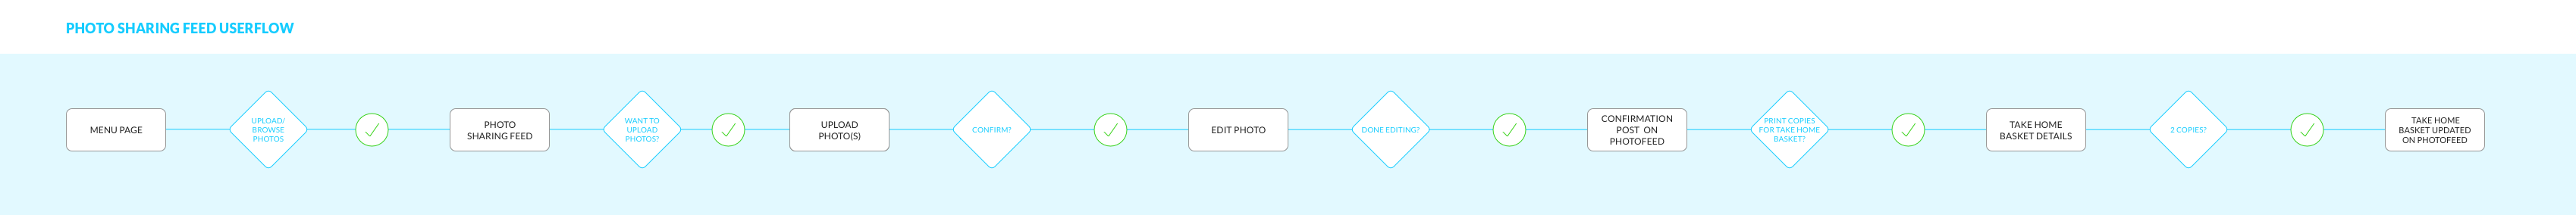 PHOTO SHARING FEED USERFLOW
MENU PAGE
UPLOAD/
BROWSE
PHOTOS
PHOTO
SHARING FEED
WANT TO
UPLOAD
PHOTOS?
UPLOAD
PHOTO(S)
CONFIRM?
EDIT PHOTO
DONE EDITING?
CONFIRMATION
POST ON
PHOTOFEED
PRINT COPIES
FOR TAKE HOME
BASKET?
TAKE HOME
BASKET DETAILS
2 COPIES?
TAKE HOME
BASKET UPDATED
ON PHOTOFEED